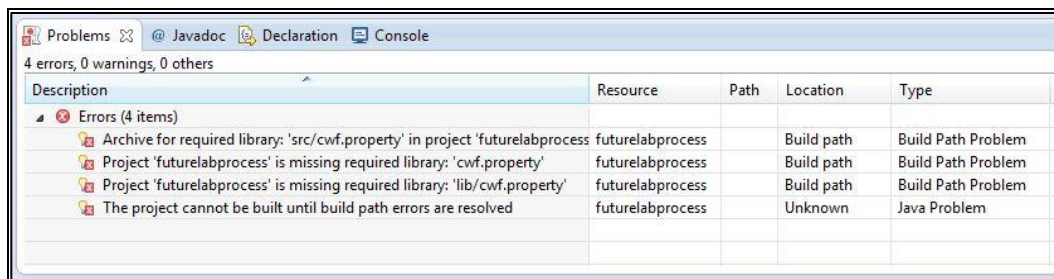 Problems @ Javadoc Declaration Console
4 errors, 0 warnings, 0 others
Description Resource Path Location Type
Errors (4 items)
Archive for required library: 'src/cwf.property' in project 'futurelabprocess futurelabprocess Build path Build Path Problem
Project 'futurelabprocess' is missing required library: 'cwf.property' futurelabprocess Build path Build Path Problem
Project 'futurelabprocess' is missing required library: 'lib/cwf.property' futurelabprocess Build path Build Path Problem
The project cannot be built until build path errors are resolved futurelabprocess Unknown Java Problem